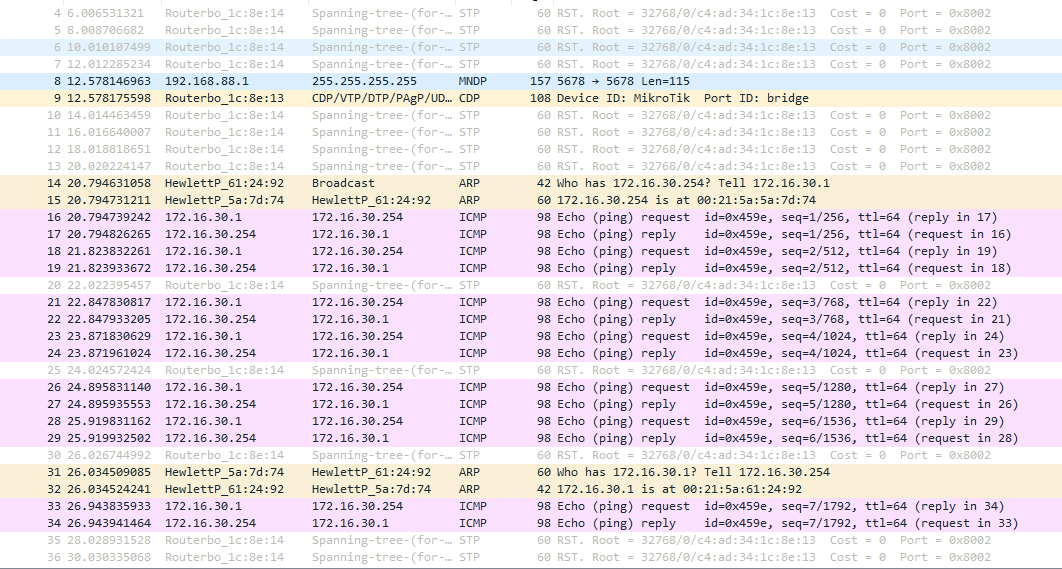 4 6.006531321 Routerbo_1c:8e:14 Spanning-tree-(for-… STP 60 RST. Root = 32768/0/c4:ad:34:1c:8e:13 Cost = 0 Port = 0x8002
5 8.008706682 Routerbo_1c:8e:14 Spanning-tree-(for-… STP 60 RST. Root = 32768/0/c4:ad:34:1c:8e:13 Cost = 0 Port = 0x8002
6 10.010107499 Routerbo_1c:8e:14 Spanning-tree-(for-… STP 60 RST. Root = 32768/0/c4:ad:34:1c:8e:13 Cost = 0 Port = 0x8002
7 12.012285234 Routerbo_1c:8e:14 Spanning-tree-(for-… STP 60 RST. Root = 32768/0/c4:ad:34:1c:8e:13 Cost = 0 Port = 0x8002
8 12.578146963 192.168.88.1 255.255.255.255 MNDP 157 5678 → 5678 Len=115
9 12.578175598 Routerbo_1c:8e:13 CDP/VTP/DTP/PAgP/UD… CDP 108 Device ID: MikroTik Port ID: bridge
10 14.014463459 Routerbo_1c:8e:14 Spanning-tree-(for-… STP 60 RST. Root = 32768/0/c4:ad:34:1c:8e:13 Cost = 0 Port = 0x8002
11 16.016640007 Routerbo_1c:8e:14 Spanning-tree-(for-… STP 60 RST. Root = 32768/0/c4:ad:34:1c:8e:13 Cost = 0 Port = 0x8002
12 18.018818651 Routerbo_1c:8e:14 Spanning-tree-(for-… STP 60 RST. Root = 32768/0/c4:ad:34:1c:8e:13 Cost = 0 Port = 0x8002
13 20.020224147 Routerbo_1c:8e:14 Spanning-tree-(for-… STP 60 RST. Root = 32768/0/c4:ad:34:1c:8e:13 Cost = 0 Port = 0x8002
14 20.794631058 HewlettP_61:24:92 Broadcast ARP 42 Who has 172.16.30.254? Tell 172.16.30.1
15 20.794731211 HewlettP_5a:7d:74 HewlettP_61:24:92 ARP 60 172.16.30.254 is at 00:21:5a:5a:7d:74
16 20.794739242 172.16.30.1 172.16.30.254 ICMP 98 Echo (ping) request id=0x459e, seq=1/256, ttl=64 (reply in 17)
17 20.794826265 172.16.30.254 172.16.30.1 ICMP 98 Echo (ping) reply id=0x459e, seq=1/256, ttl=64 (request in 16)
18 21.823832261 172.16.30.1 172.16.30.254 ICMP 98 Echo (ping) request id=0x459e, seq=2/512, ttl=64 (reply in 19)
19 21.823933672 172.16.30.254 172.16.30.1 ICMP 98 Echo (ping) reply id=0x459e, seq=2/512, ttl=64 (request in 18)
20 22.022395457 Routerbo_1c:8e:14 Spanning-tree-(for-… STP 60 RST. Root = 32768/0/c4:ad:34:1c:8e:13 Cost = 0 Port = 0x8002
21 22.847830817 172.16.30.1 172.16.30.254 ICMP 98 Echo (ping) request id=0x459e, seq=3/768, ttl=64 (reply in 22)
22 22.847933205 172.16.30.254 172.16.30.1 ICMP 98 Echo (ping) reply id=0x459e, seq=3/768, ttl=64 (request in 21)
23 23.871830629 172.16.30.1 172.16.30.254 ICMP 98 Echo (ping) request id=0x459e, seq=4/1024, ttl=64 (reply in 24)
24 23.871961024 172.16.30.254 172.16.30.1 ICMP 98 Echo (ping) reply id=0x459e, seq=4/1024, ttl=64 (request in 23)
25 24.024572424 Routerbo_1c:8e:14 Spanning-tree-(for-… STP 60 RST. Root = 32768/0/c4:ad:34:1c:8e:13 Cost = 0 Port = 0x8002
26 24.895831140 172.16.30.1 172.16.30.254 ICMP 98 Echo (ping) request id=0x459e, seq=5/1280, ttl=64 (reply in 27)
27 24.895935553 172.16.30.254 172.16.30.1 ICMP 98 Echo (ping) reply id=0x459e, seq=5/1280, ttl=64 (request in 26)
28 25.919831162 172.16.30.1 172.16.30.254 ICMP 98 Echo (ping) request id=0x459e, seq=6/1536, ttl=64 (reply in 29)
29 25.919932502 172.16.30.254 172.16.30.1 ICMP 98 Echo (ping) reply id=0x459e, seq=6/1536, ttl=64 (request in 28)
30 26.026744992 Routerbo_1c:8e:14 Spanning-tree-(for-… STP 60 RST. Root = 32768/0/c4:ad:34:1c:8e:13 Cost = 0 Port = 0x8002
31 26.034509085 HewlettP_5a:7d:74 HewlettP_61:24:92 ARP 60 Who has 172.16.30.1? Tell 172.16.30.254
32 26.034524241 HewlettP_61:24:92 HewlettP_5a:7d:74 ARP 42 172.16.30.1 is at 00:21:5a:61:24:92
33 26.943835933 172.16.30.1 172.16.30.254 ICMP 98 Echo (ping) request id=0x459e, seq=7/1792, ttl=64 (reply in 34)
34 26.943941464 172.16.30.254 172.16.30.1 ICMP 98 Echo (ping) reply id=0x459e, seq=7/1792, ttl=64 (request in 33)
35 28.028931528 Routerbo_1c:8e:14 Spanning-tree-(for-… STP 60 RST. Root = 32768/0/c4:ad:34:1c:8e:13 Cost = 0 Port = 0x8002
36 30.030335068 Routerbo_1c:8e:14 Spanning-tree-(for-… STP 60 RST. Root = 32768/0/c4:ad:34:1c:8e:13 Cost = 0 Port = 0x8002